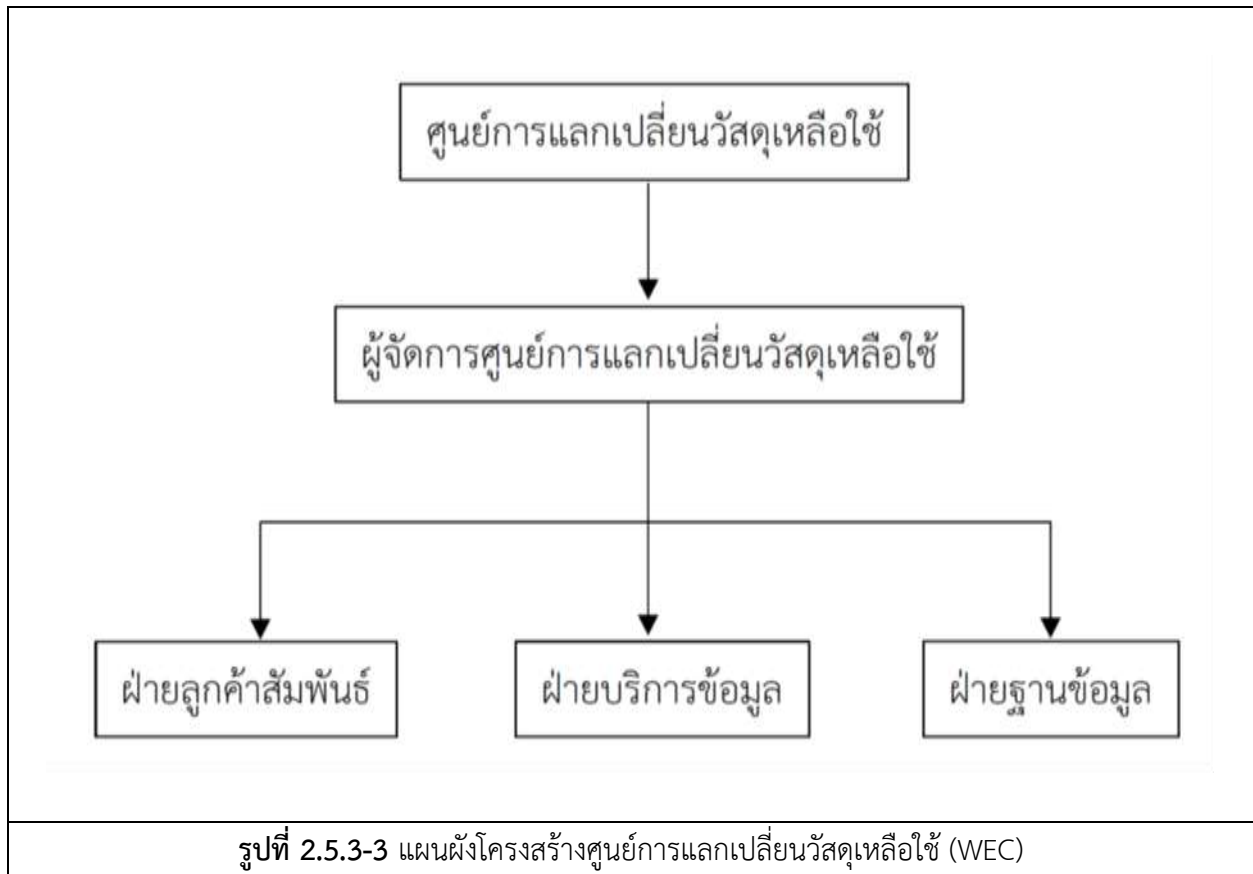 ศูนย์การแลกเปลี่ยนวัสดุเหลือใช้
ผู้จัดการศูนย์การแลกเปลี่ยนวัสดุเหลือใช้
ฝ่ายลูกค้าสัมพันธ์
ฝ่ายบริการข้อมูล
ฝ่ายฐานข้อมูล
รูปที่ 2.5.3-3 แผนผังโครงสร้างศูนย์การแลกเปลี่ยนวัสดุเหลือใช้ (WEC)